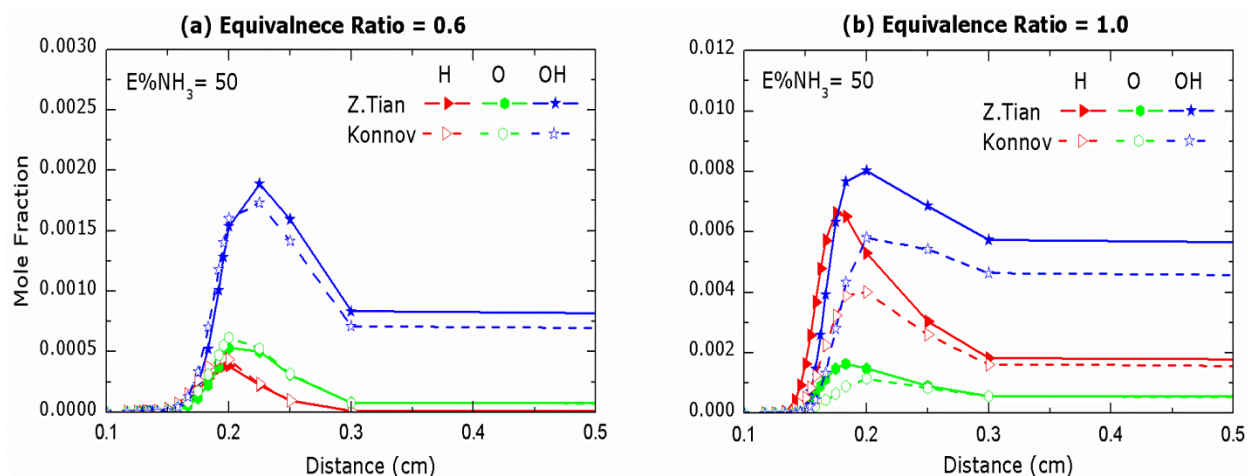 (a) Equivalnece Ratio = 0.6
E%NH₃= 50
H O OH
Z.Tian
Konnov
Mole Fraction
0.0030
0.0025
0.0020
0.0015
0.0010
0.0005
0.0000
0.1 0.2 0.3 0.4 0.5
Distance (cm)
(b) Equivalence Ratio = 1.0
E%NH₃= 50
H O OH
Z.Tian
Konnov
0.012
0.010
0.008
0.006
0.004
0.002
0.000
0.1 0.2 0.3 0.4 0.5
Distance (cm)